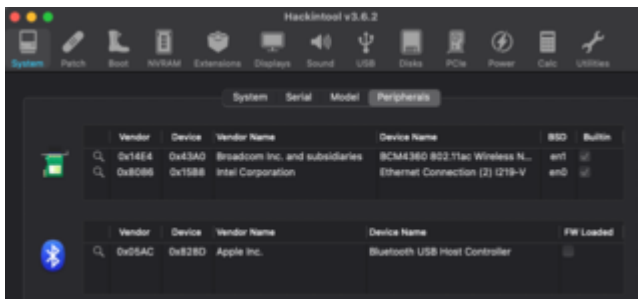 Hackintool v3.6.2
System Patch Boot NVRAM Extensions Displays Sound USB Disks PCIe Power Calc Utilities
System Serial Model Peripherals
Vendor Device Vendor Name Device Name BSD Builtin
0x14E4 0x43A0 Broadcom Inc. and subsidiaries BCM4360 802.11ac Wireless N... en1
0x8086 0x15B8 Intel Corporation Ethernet Connection (2) I219-V en0
Vendor Device Vendor Name Device Name FW Loaded
0x05AC 0x828D Apple Inc. Bluetooth USB Host Controller